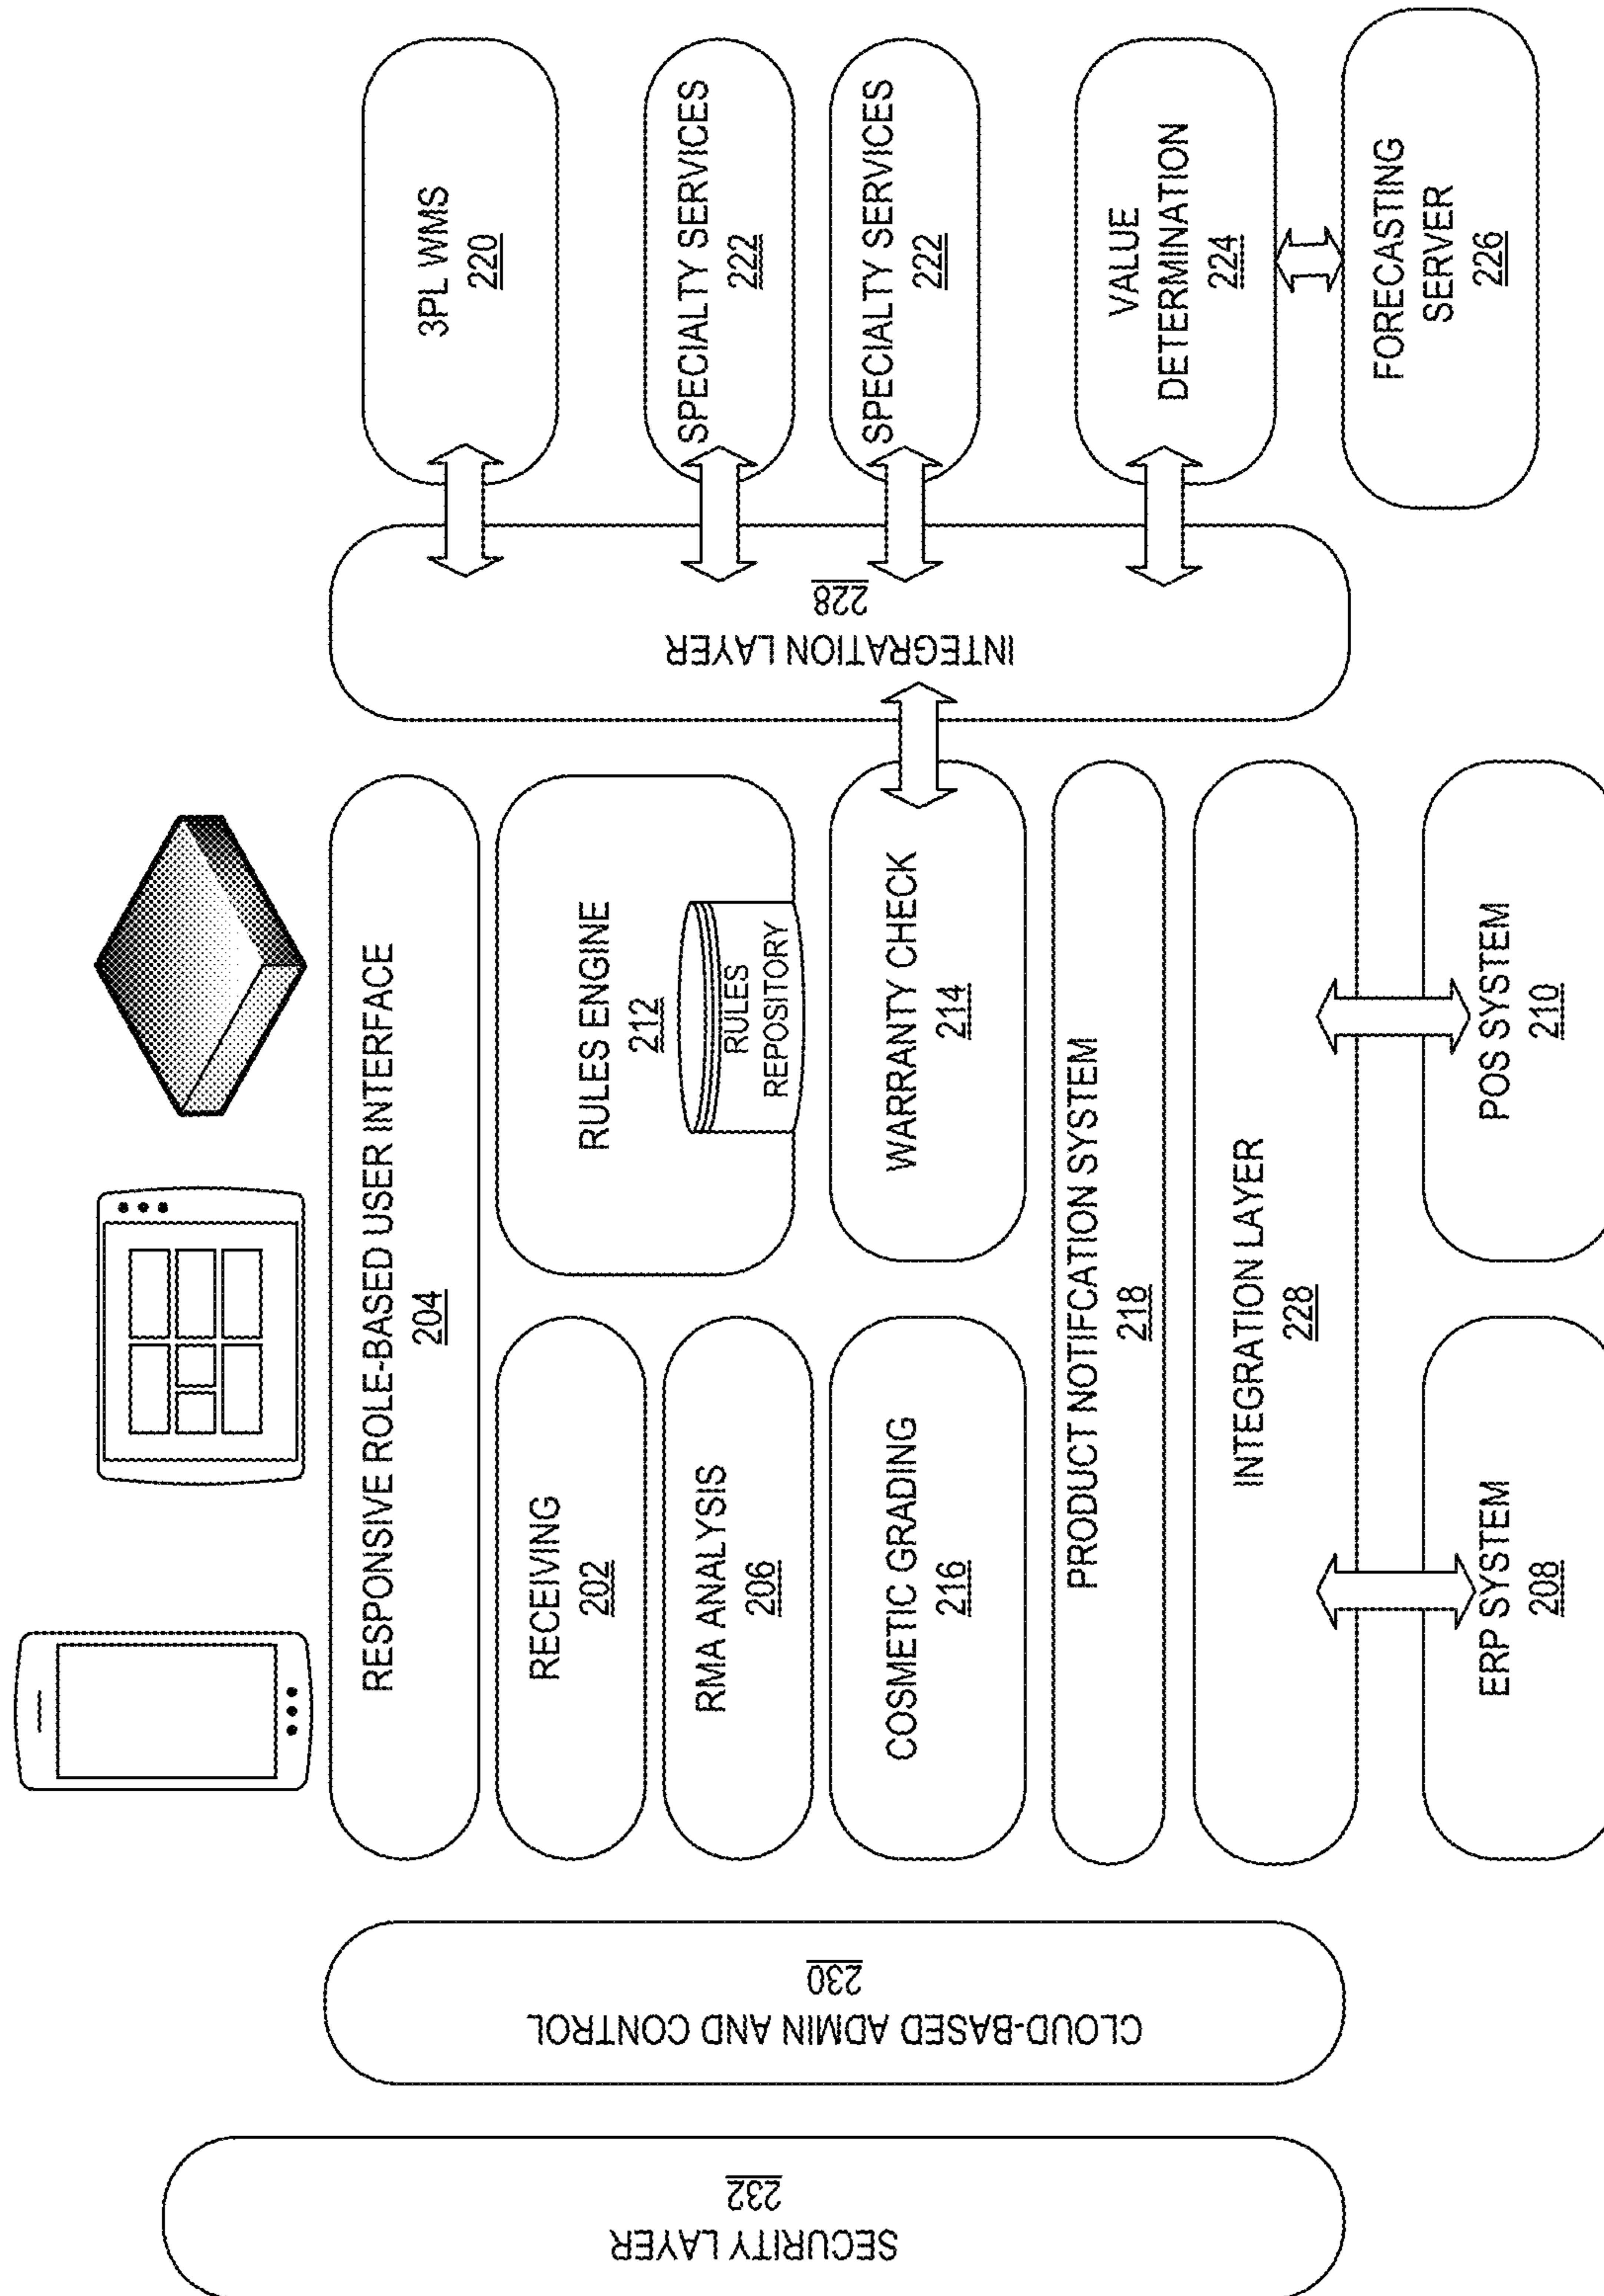 SECURITY LAYER
232
CLOUD-BASED ADMIN AND CONTROL
230
RESPONSIVE ROLE-BASED USER INTERFACE
204
RECEIVING
202
RMA ANALYSIS
206
COSMETIC GRADING
216
RULES ENGINE
212
RULES
REPOSITORY
WARRANTY CHECK
214
PRODUCT NOTIFCATION SYSTEM
218
INTEGRATION LAYER
228
ERP SYSTEM
208
POS SYSTEM
210
INTEGRATION LAYER
228
3PL WMS
220
SPECIALTY SERVICES
222
SPECIALTY SERVICES
222
VALUE
DETERMINATION
224
FORECASTING
SERVER
226